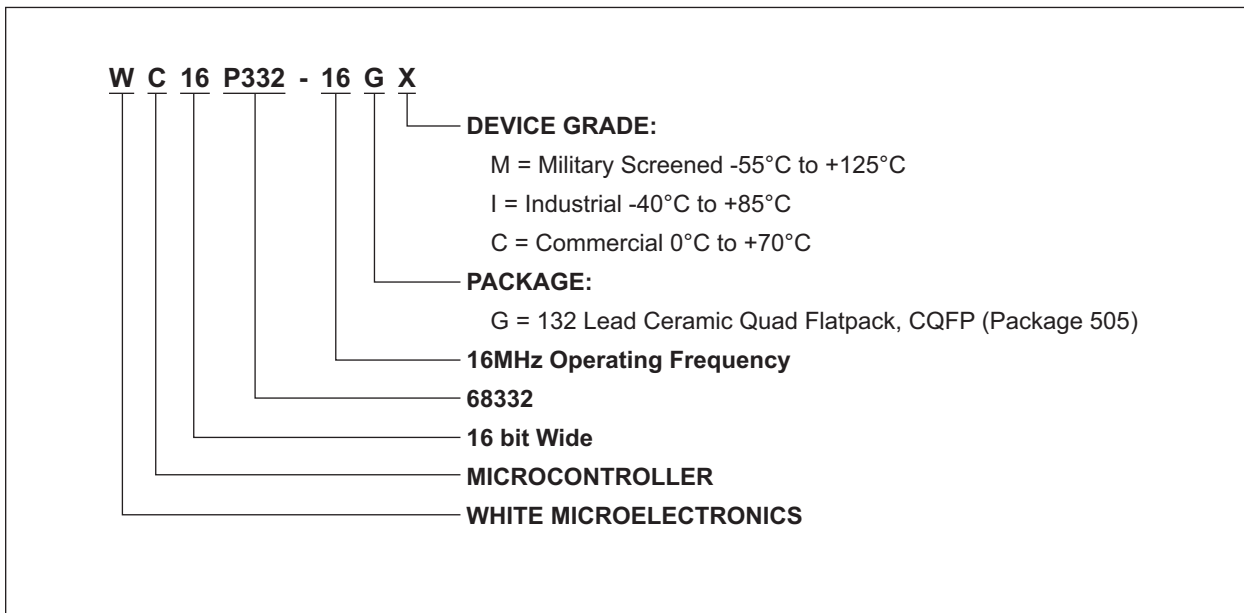 W C 16 P332 - 16 G X
DEVICE GRADE:
M = Military Screened -55°C to +125°C
I = Industrial -40°C to +85°C
C = Commercial 0°C to +70°C
PACKAGE:
G = 132 Lead Ceramic Quad Flatpack, CQFP (Package 505)
16MHz Operating Frequency
68332
16 bit Wide
MICROCONTROLLER
WHITE MICROELECTRONICS